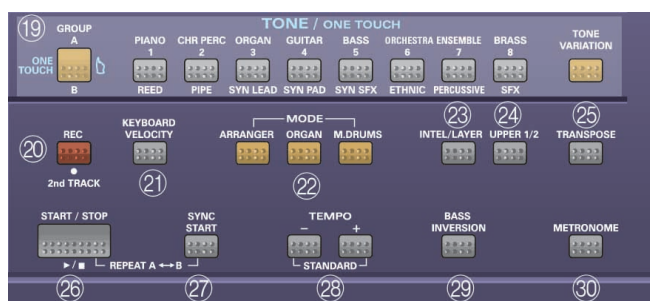 TONE / ONE TOUCH
19 GROUP
A
ONE TOUCH
B
PIANO CHR PERC ORGAN GUITAR BASS ORCHESTRA ENSEMBLE BRASS
1 2 3 4 5 6 7 8
REED PIPE SYN LEAD SYN PAD SYN SFX ETHNIC PERCUSSIVE SFX
TONE VARIATION
23 24 25
20 REC
2nd TRACK
KEYBOARD VELOCITY
21
MODE
ARRANGER ORGAN M.DRUMS
22
INTEL/LAYER UPPER 1/2 TRANSPOSE
START / STOP
►/■
REPEAT A ↔ B
SYNC START
TEMPO
– +
STANDARD
BASS INVERSION
METRONOME
26 27 28 29 30